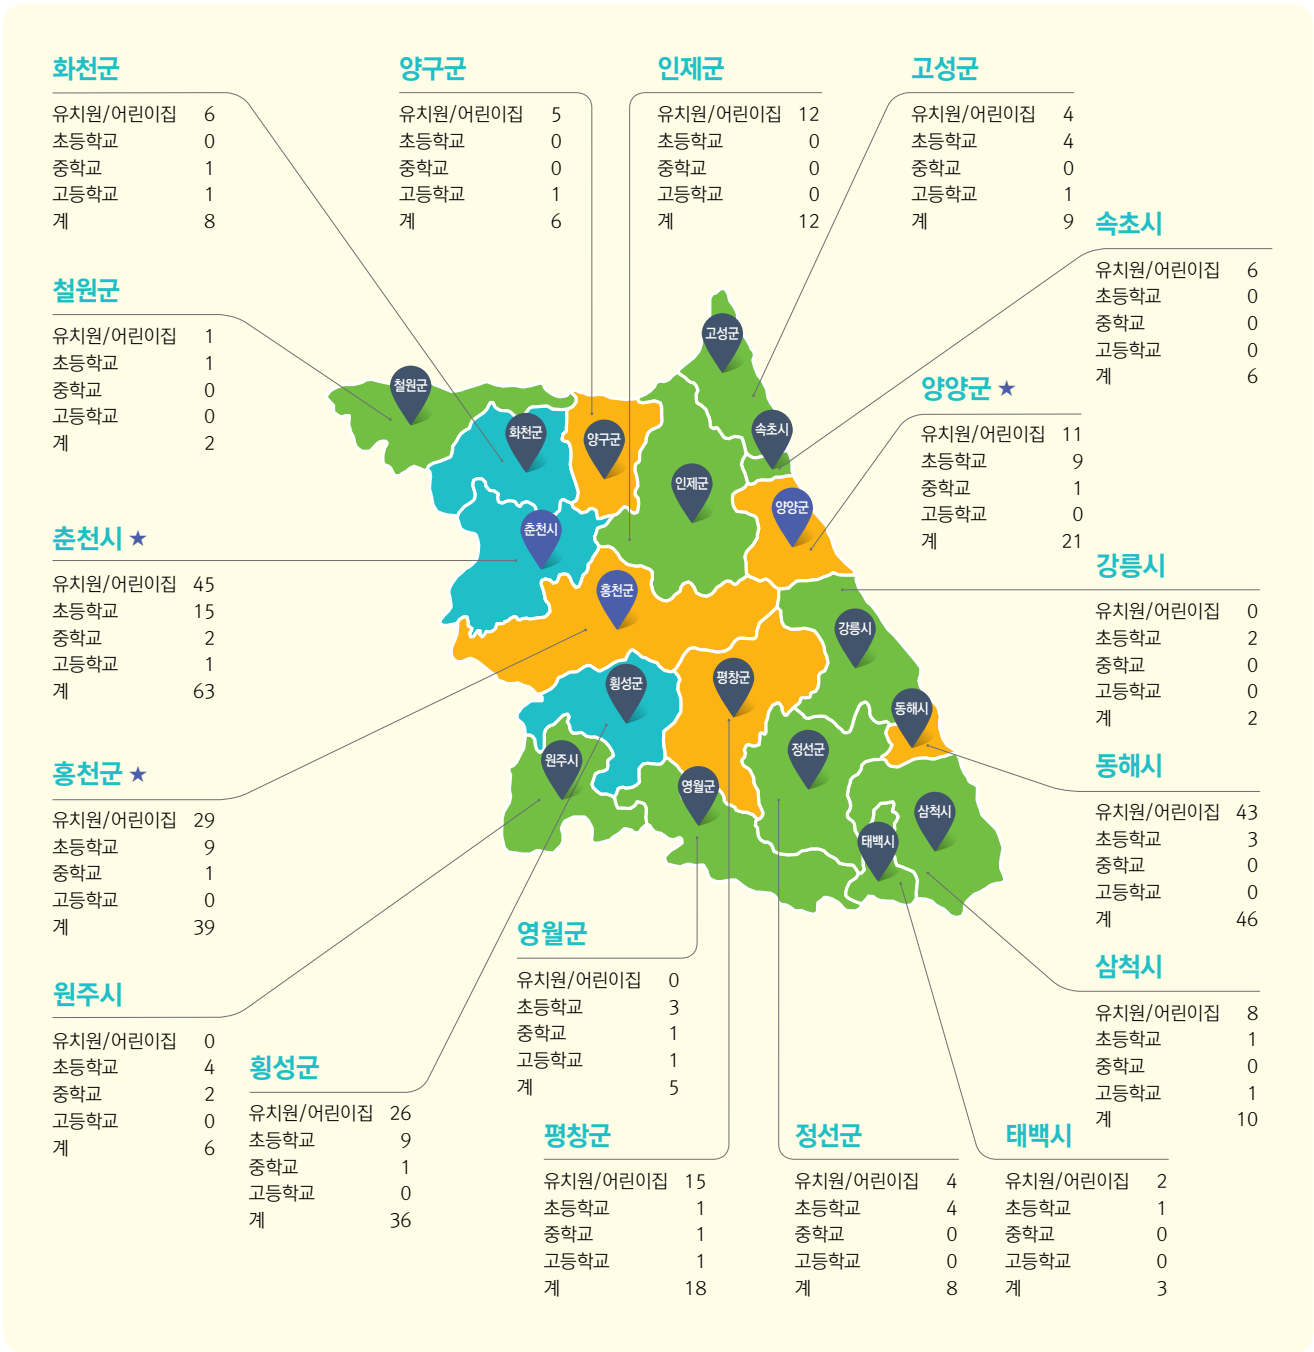 화천군
유치원/어린이집 6
초등학교 0
중학교 1
고등학교 1
계 8
양구군
유치원/어린이집 5
초등학교 0
중학교 0
고등학교 1
계 6
인제군
유치원/어린이집 12
초등학교 0
중학교 0
고등학교 0
계 12
고성군
유치원/어린이집 4
초등학교 4
중학교 0
고등학교 1
계 9
속초시
유치원/어린이집 6
초등학교 0
중학교 0
고등학교 0
계 6
철원군
유치원/어린이집 1
초등학교 1
중학교 0
고등학교 0
계 2
양양군 ★
유치원/어린이집 11
초등학교 9
중학교 1
고등학교 0
계 21
춘천시 ★
유치원/어린이집 45
초등학교 15
중학교 2
고등학교 1
계 63
강릉시
유치원/어린이집 0
초등학교 2
중학교 0
고등학교 0
계 2
고성군
철원군
속초시
화천군
양구군
인제군
양양군
춘천시
홍천군
강릉시
평창군
횡성군
동해시
정선군
원주시
영월군
삼척시
태백시
홍천군 ★
유치원/어린이집 29
초등학교 9
중학교 1
고등학교 0
계 39
동해시
유치원/어린이집 43
초등학교 3
중학교 0
고등학교 0
계 46
원주시
유치원/어린이집 0
초등학교 4
중학교 2
고등학교 0
계 6
횡성군
유치원/어린이집 26
초등학교 9
중학교 1
고등학교 0
계 36
영월군
유치원/어린이집 0
초등학교 3
중학교 1
고등학교 1
계 5
삼척시
유치원/어린이집 8
초등학교 1
중학교 0
고등학교 1
계 10
평창군
유치원/어린이집 15
초등학교 1
중학교 1
고등학교 1
계 18
정선군
유치원/어린이집 4
초등학교 4
중학교 0
고등학교 0
계 8
태백시
유치원/어린이집 2
초등학교 1
중학교 0
고등학교 0
계 3